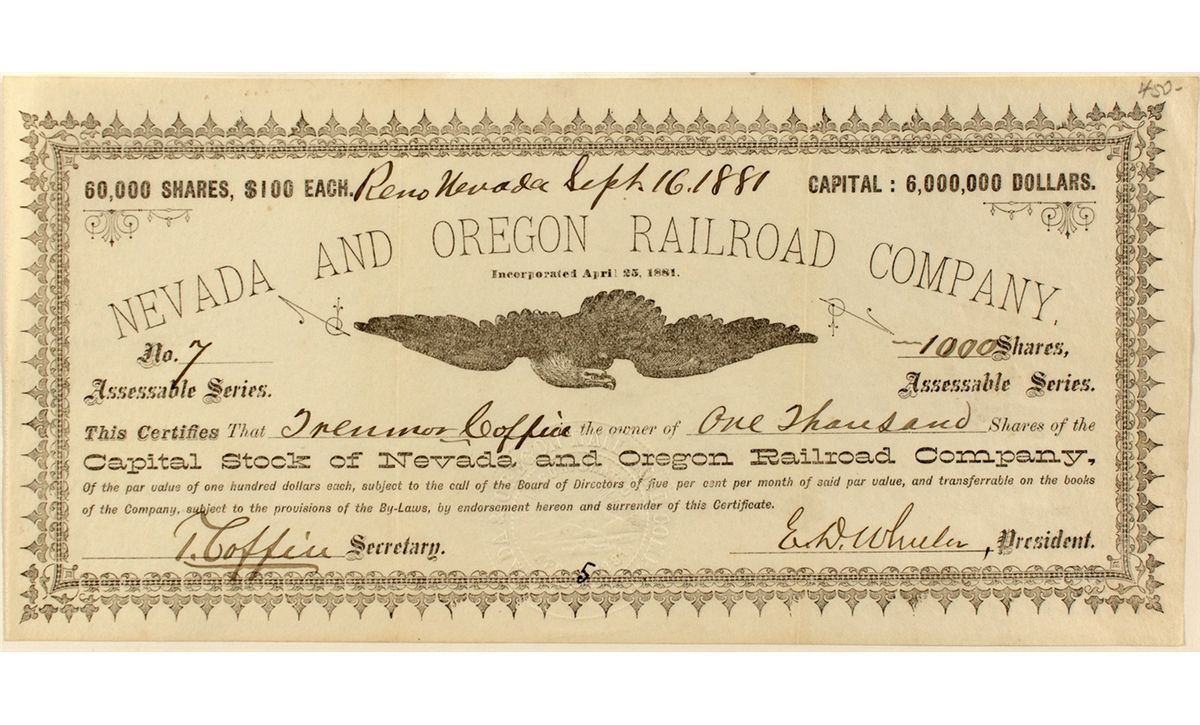 450-
60,000 SHARES, $100 EACH. Reno Nevada Sept. 16. 1881 CAPITAL : 6,000,000 DOLLARS.
NEVADA AND OREGON RAILROAD COMPANY.
Incorporated April 25, 1881.
No. 7 1000 Shares,
Assessable Series. Assessable Series.
This Certifies That Trenmor Coffin the owner of One Thousand Shares of the
Capital Stock of Nevada and Oregon Railroad Company,
Of the par value of one hundred dollars each, subject to the call of the Board of Directors of five per cent per month of said par value, and transferrable on the books
of the Company, subject to the provisions of the By-Laws, by endorsement hereon and surrender of this Certificate.
T. Coffin Secretary. E. D. Wheeler, President.
5